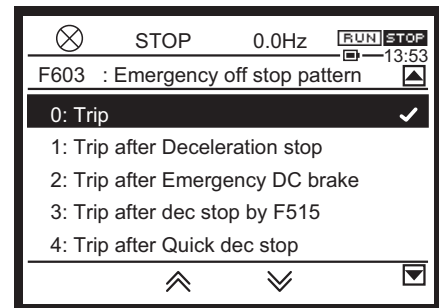 STOP 0.0Hz RUN STOP
13:53
F603 : Emergency off stop pattern
0: Trip
1: Trip after Deceleration stop
2: Trip after Emergency DC brake
3: Trip after dec stop by F515
4: Trip after Quick dec stop